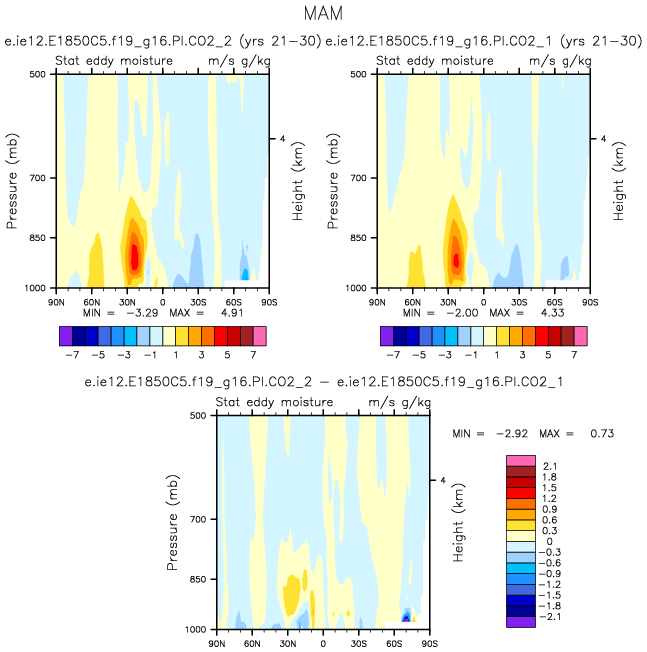 MAM
e.ie12.E1850C5.f19_g16.PI.CO2_2 (yrs 21-30) e.ie12.E1850C5.f19_g16.PI.CO2_1 (yrs 21-30)
Stat eddy moisture m/s g/kg Stat eddy moisture m/s g/kg
500 500
4 4
700 700
850 850
1000 1000
Pressure (mb) Height (km) Pressure (mb) Height (km)
90N 60N 30N 0 30S 60S 90S 90N 60N 30N 0 30S 60S 90S
MIN = -3.29 MAX = 4.91 MIN = -2.00 MAX = 4.33
-7 -5 -3 -1 1 3 5 7 -7 -5 -3 -1 1 3 5 7
e.ie12.E1850C5.f19_g16.PI.CO2_2 - e.ie12.E1850C5.f19_g16.PI.CO2_1
Stat eddy moisture m/s g/kg
500
4
700
850
1000
Pressure (mb) Height (km)
90N 60N 30N 0 30S 60S 90S
MIN = -2.92 MAX = 0.73
2.1
1.8
1.5
1.2
0.9
0.6
0.3
0
-0.3
-0.6
-0.9
-1.2
-1.5
-1.8
-2.1